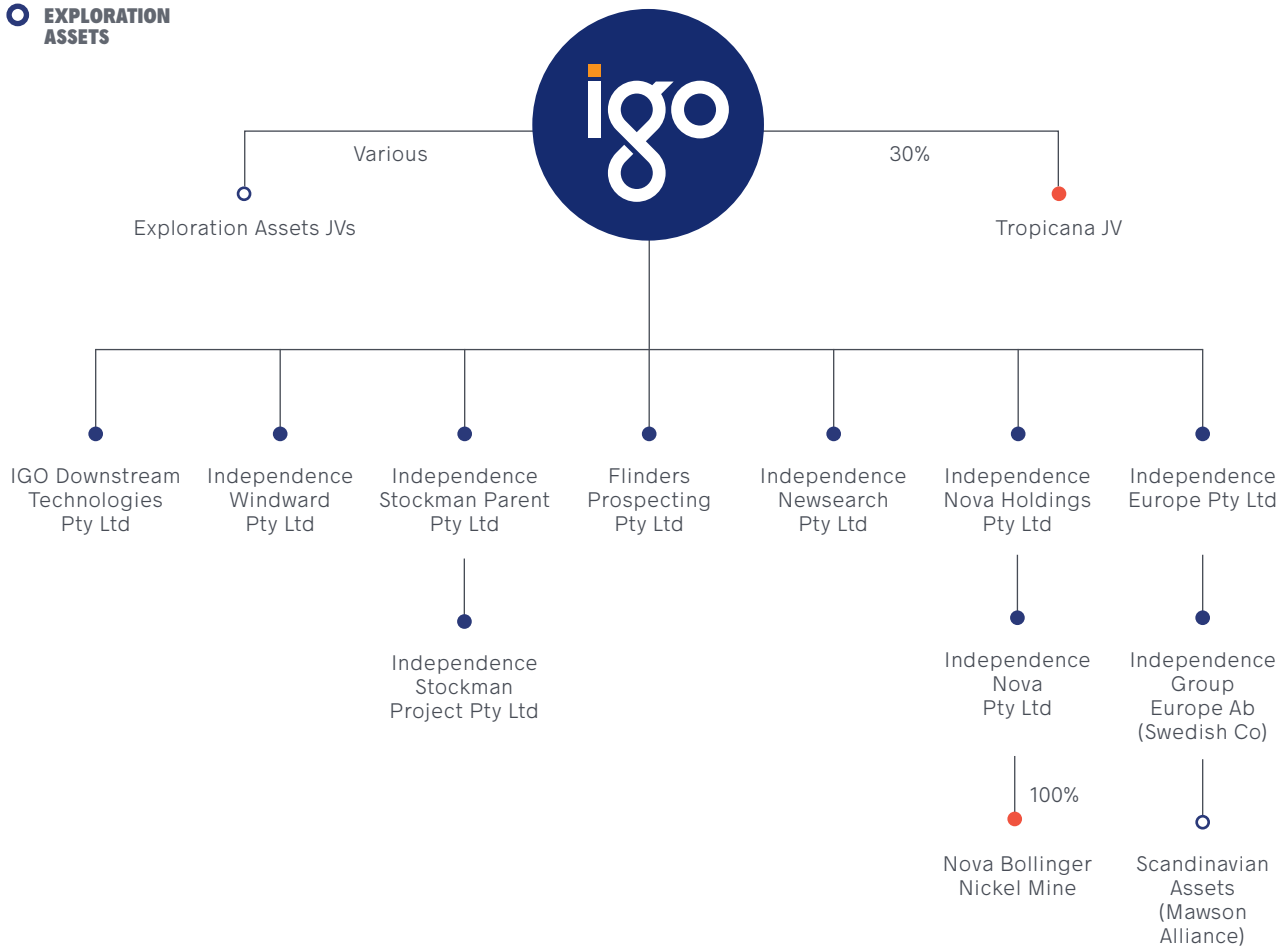 EXPLORATION
ASSETS
igo
Various
30%
Exploration Assets JVs
Tropicana JV
IGO Downstream
Technologies
Pty Ltd
Independence
Windward
Pty Ltd
Independence
Stockman Parent
Pty Ltd
Flinders
Prospecting
Pty Ltd
Independence
Newsearch
Pty Ltd
Independence
Nova Holdings
Pty Ltd
Independence
Europe Pty Ltd
Independence
Stockman
Project Pty Ltd
Independence
Nova
Pty Ltd
Independence
Group
Europe Ab
(Swedish Co)
100%
Nova Bollinger
Nickel Mine
Scandinavian
Assets
(Mawson
Alliance)